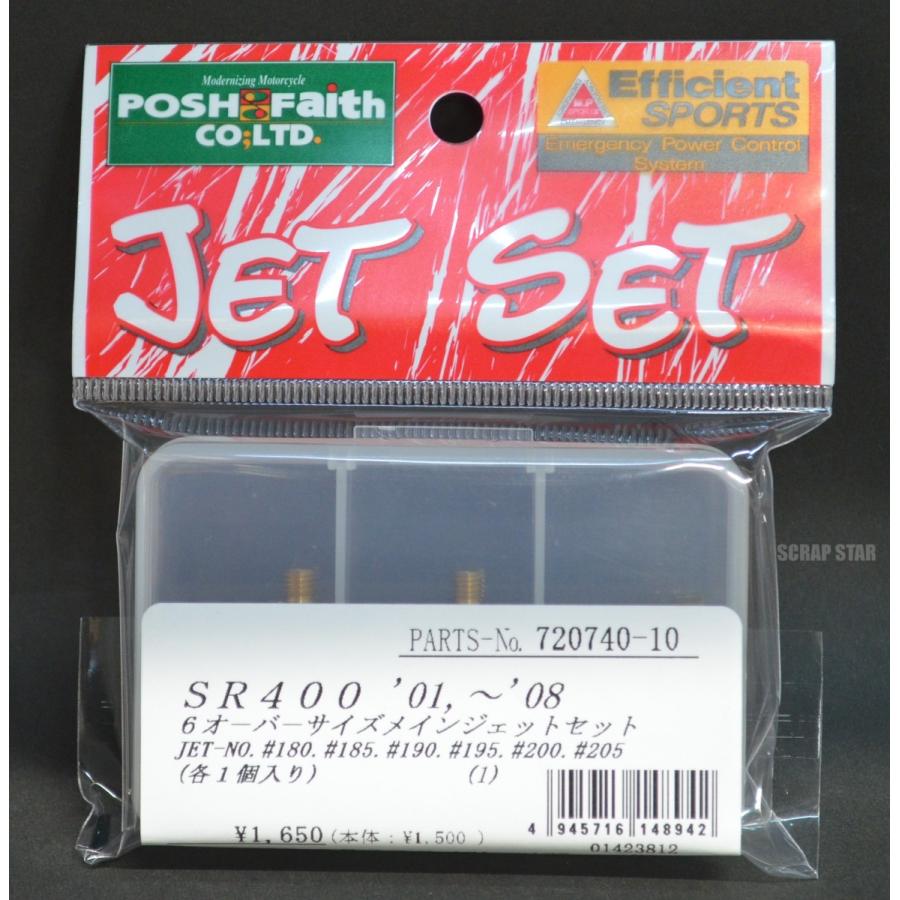 Modernizing Motorcycle
POSH Faith
CO;LTD.
Efficient
SPORTS
Emergency Power Control
System
JET SET
SCRAP STAR
PARTS-No. 720740-10
SR400 '01,～'08
6オーバーサイズメインジェットセット
JET-NO. #180. #185. #190. #195. #200. #205
(各1個入り) (1)
¥1,650(本体：¥1,500 )
4 945716 148942
01423812